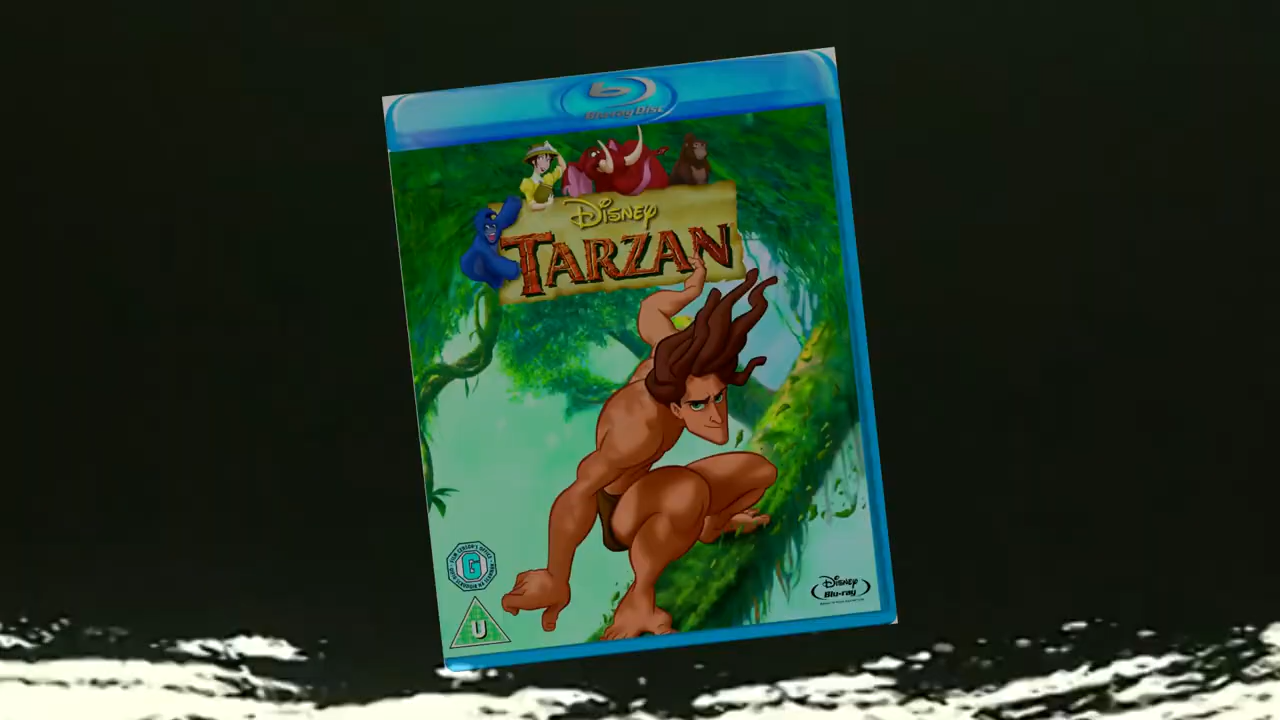 Blu-ray Disc
DISNEY
TARZAN
G
U
DISNEY
Blu-ray